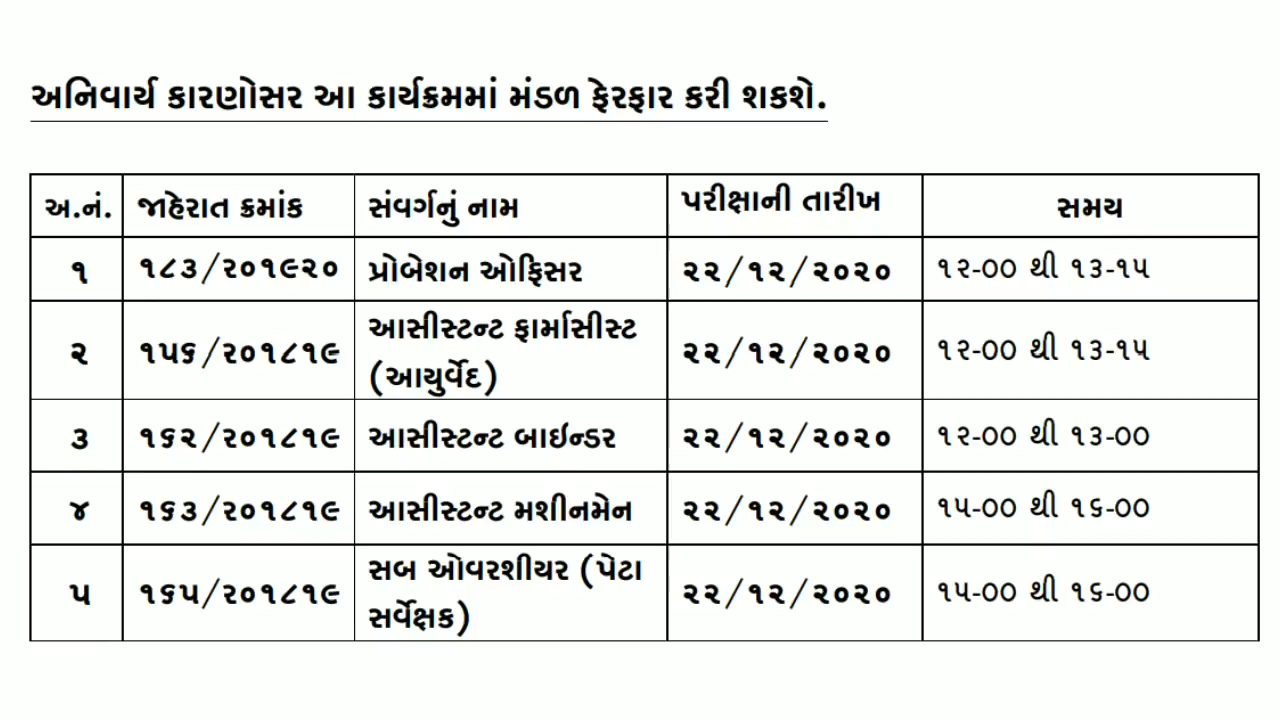 અનિવાર્ય કારણોસર આ કાર્યક્રમમાં મંડળ ફેરફાર કરી શકશે.
અ.નં. જાહેરાત ક્રમાંક સંવર્ગનું નામ પરીક્ષાની તારીખ સમય
૧ ૧૮૩/૨૦૧૯૨૦ પ્રોબેશન ઓફિસર ૨૨/૧૨/૨૦૨૦ ૧૨-૦૦ થી ૧૩-૧૫
૨ ૧૫૬/૨૦૧૮૧૯ આસીસ્ટન્ટ ફાર્માસીસ્ટ
(આયુર્વેદ) ૨૨/૧૨/૨૦૨૦ ૧૨-૦૦ થી ૧૩-૧૫
૩ ૧૬૨/૨૦૧૮૧૯ આસીસ્ટન્ટ બાઈન્ડર ૨૨/૧૨/૨૦૨૦ ૧૨-૦૦ થી ૧૩-૦૦
૪ ૧૬૩/૨૦૧૮૧૯ આસીસ્ટન્ટ મશીનમેન ૨૨/૧૨/૨૦૨૦ ૧૫-૦૦ થી ૧૬-૦૦
૫ ૧૬૫/૨૦૧૮૧૯ સબ ઓવરશીયર (પેટા
સર્વેક્ષક) ૨૨/૧૨/૨૦૨૦ ૧૫-૦૦ થી ૧૬-૦૦